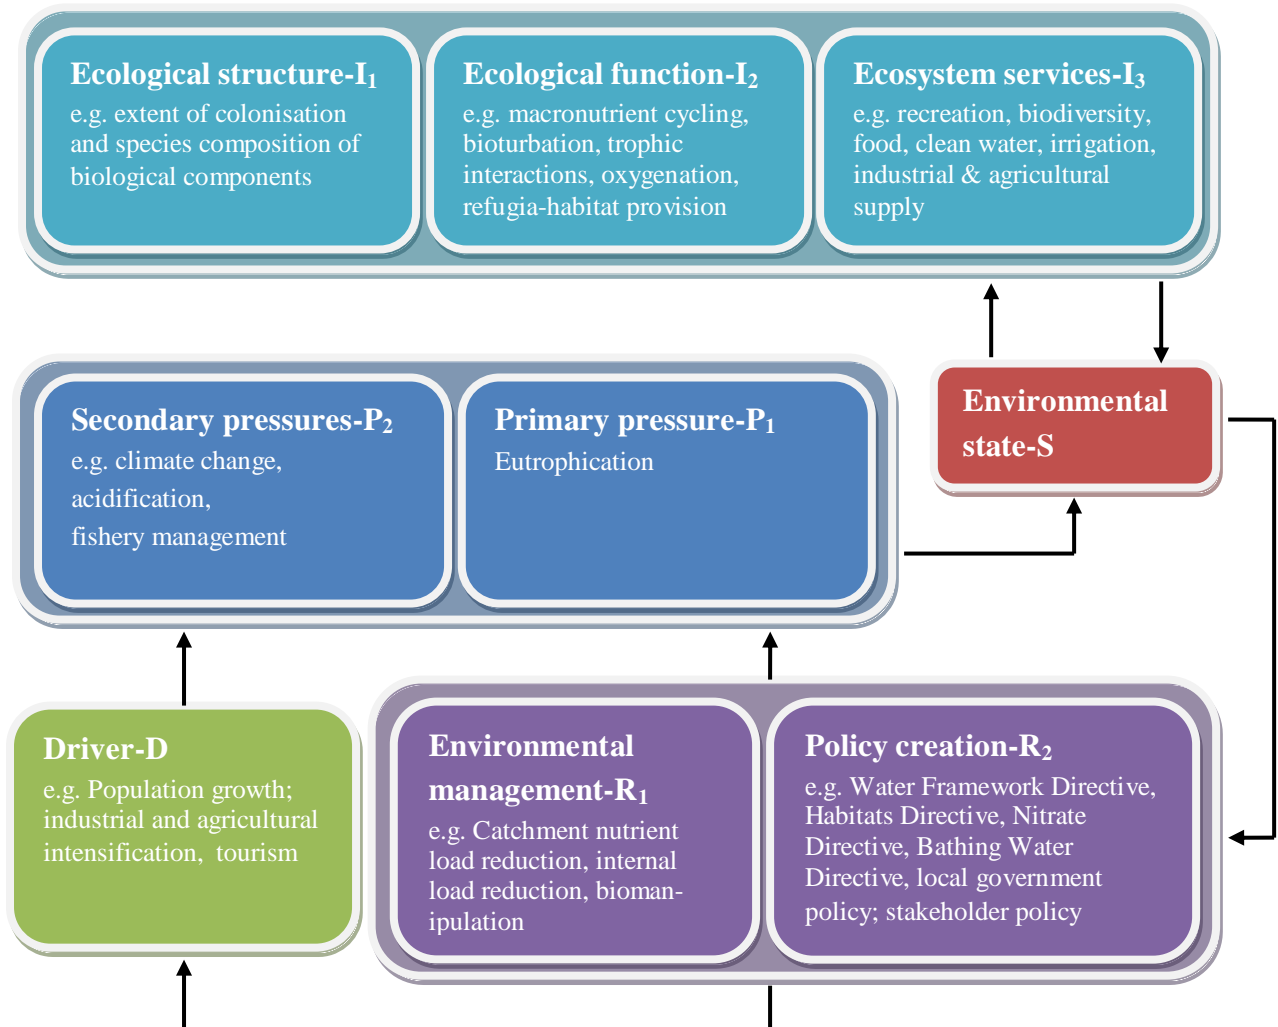 Ecological structure-I₁
e.g. extent of colonisation
and species composition of
biological components
Ecological function-I₂
e.g. macronutrient cycling,
bioturbation, trophic
interactions, oxygenation,
refugia-habitat provision
Ecosystem services-I₃
e.g. recreation, biodiversity,
food, clean water, irrigation,
industrial & agricultural
supply
Secondary pressures-P₂
e.g. climate change,
acidification,
fishery management
Primary pressure-P₁
Eutrophication
Environmental
state-S
Driver-D
e.g. Population growth;
industrial and agricultural
intensification, tourism
Environmental
management-R₁
e.g. Catchment nutrient
load reduction, internal
load reduction, bioman-
ipulation
Policy creation-R₂
e.g. Water Framework Directive,
Habitats Directive, Nitrate
Directive, Bathing Water
Directive, local government
policy; stakeholder policy